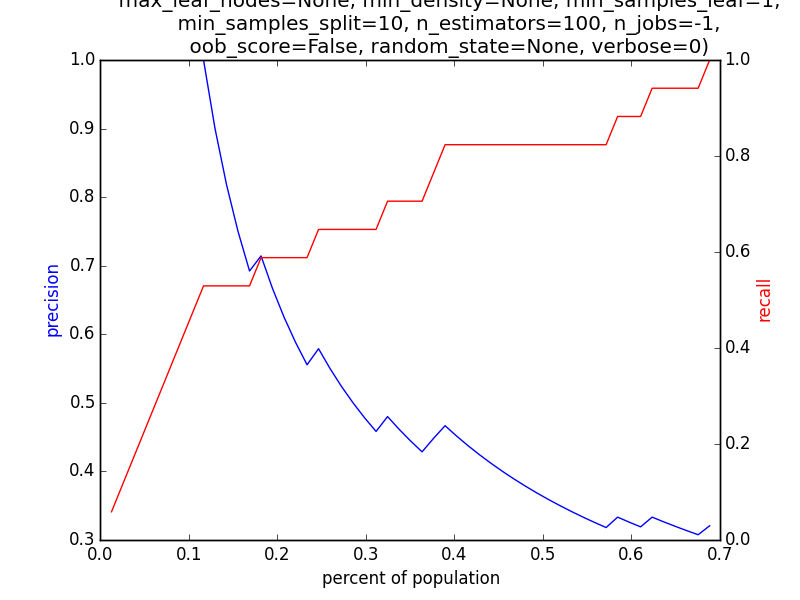 max_leaf_nodes=None, min_density=None, min_samples_leaf=1,
min_samples_split=10, n_estimators=100, n_jobs=-1,
oob_score=False, random_state=None, verbose=0)
1.0
0.9
0.8
0.7
0.6
0.5
0.4
0.3
precision
1.0
0.8
0.6
0.4
0.2
0.0
recall
0.0 0.1 0.2 0.3 0.4 0.5 0.6 0.7
percent of population